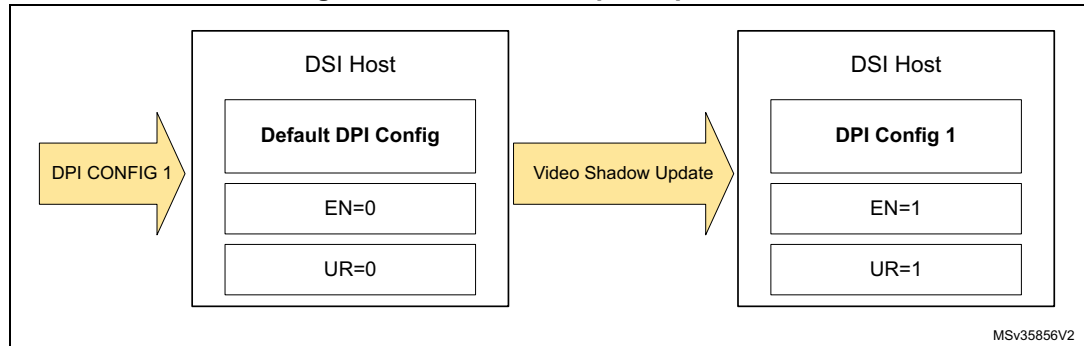 DSI Host
Default DPI Config
EN=0
UR=0
DPI CONFIG 1
Video Shadow Update
DSI Host
DPI Config 1
EN=1
UR=1
MSv35856V2